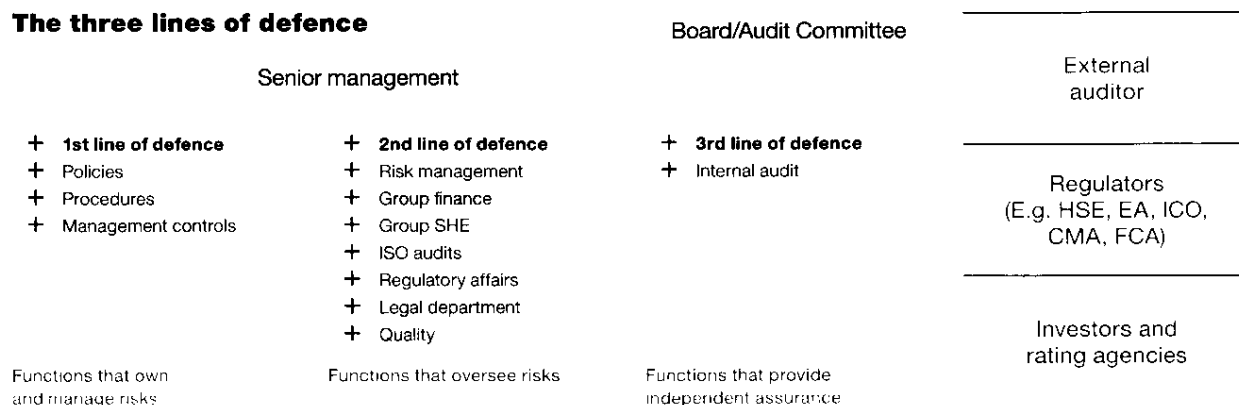 The three lines of defence
Board/Audit Committee
Senior management
+ 1st line of defence
+ Policies
+ Procedures
+ Management controls
Functions that own
and manage risks
+ 2nd line of defence
+ Risk management
+ Group finance
+ Group SHE
+ ISO audits
+ Regulatory affairs
+ Legal department
+ Quality
Functions that oversee risks
+ 3rd line of defence
+ Internal audit
Functions that provide
independent assurance
External
auditor
Regulators
(E.g. HSE, EA, ICO,
CMA, FCA)
Investors and
rating agencies